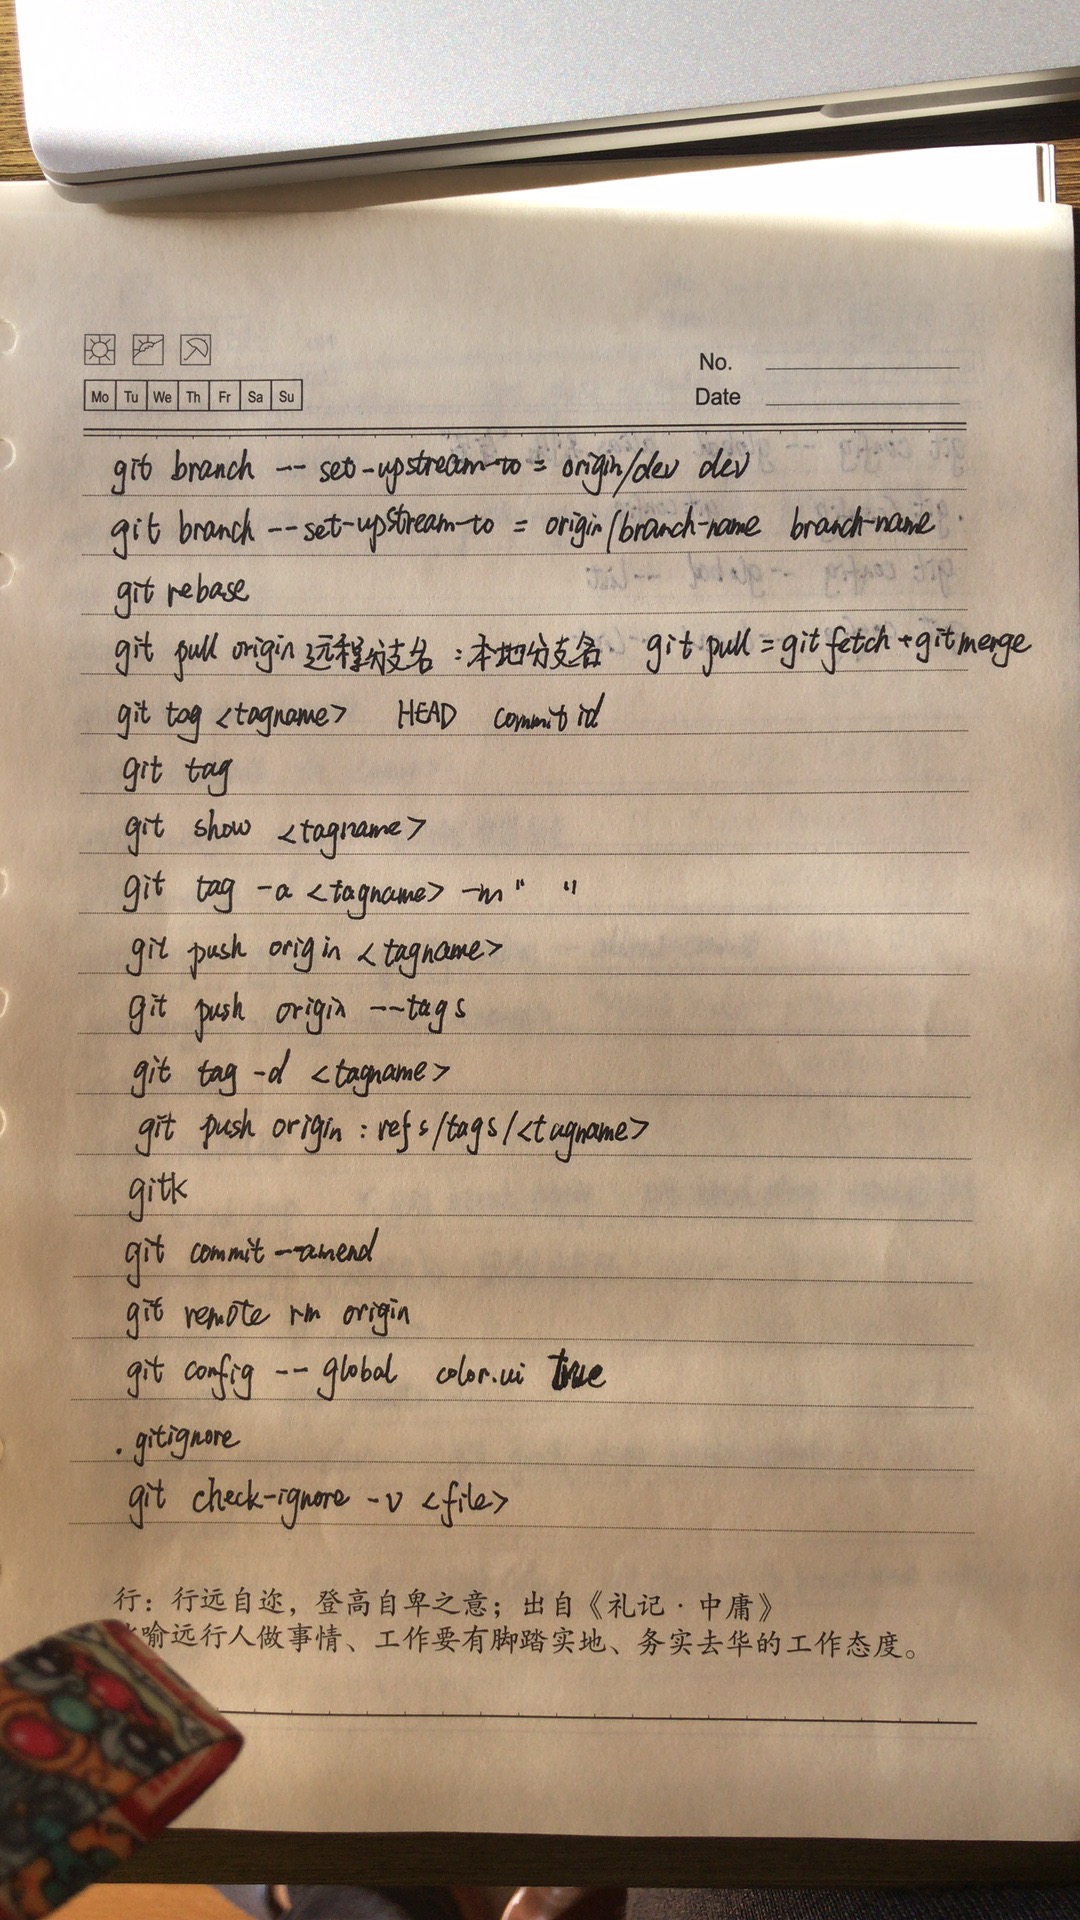 No.
Mo Tu We Th Fr Sa Su
Date
git branch -- set-upstream-to = origin/dev dev
git branch --set-upstream-to = origin/branch-name branch-name
git rebase
git pull origin 远程分支名：本地分支名 git pull = git fetch + git merge
git tag <tagname> HEAD commit id
git tag
git show <tagname>
git tag -a <tagname> -m " "
git push origin <tagname>
git push origin --tags
git tag -d <tagname>
git push origin : refs/tags/<tagname>
gitk
git commit --amend
git remote rm origin
git config -- global color.ui true
.gitignore
git check-ignore -v <file>
行：行远自迩，登高自卑之意；出自《礼记·中庸》
喻远行人做事情、工作要有脚踏实地、务实去华的工作态度。